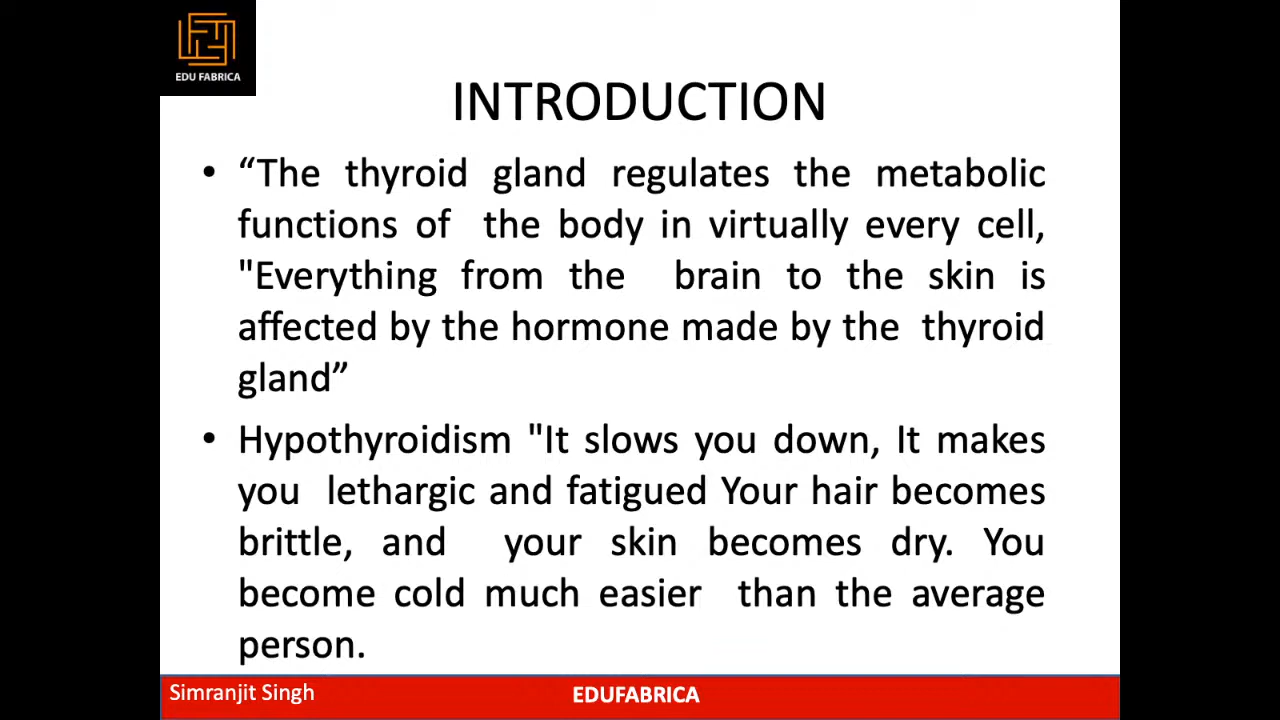 EDU FABRICA
INTRODUCTION
• “The thyroid gland regulates the metabolic
functions of the body in virtually every cell,
"Everything from the brain to the skin is
affected by the hormone made by the thyroid
gland”
• Hypothyroidism "It slows you down, It makes
you lethargic and fatigued Your hair becomes
brittle, and your skin becomes dry. You
become cold much easier than the average
person.
Simranjit Singh
EDUFABRICA